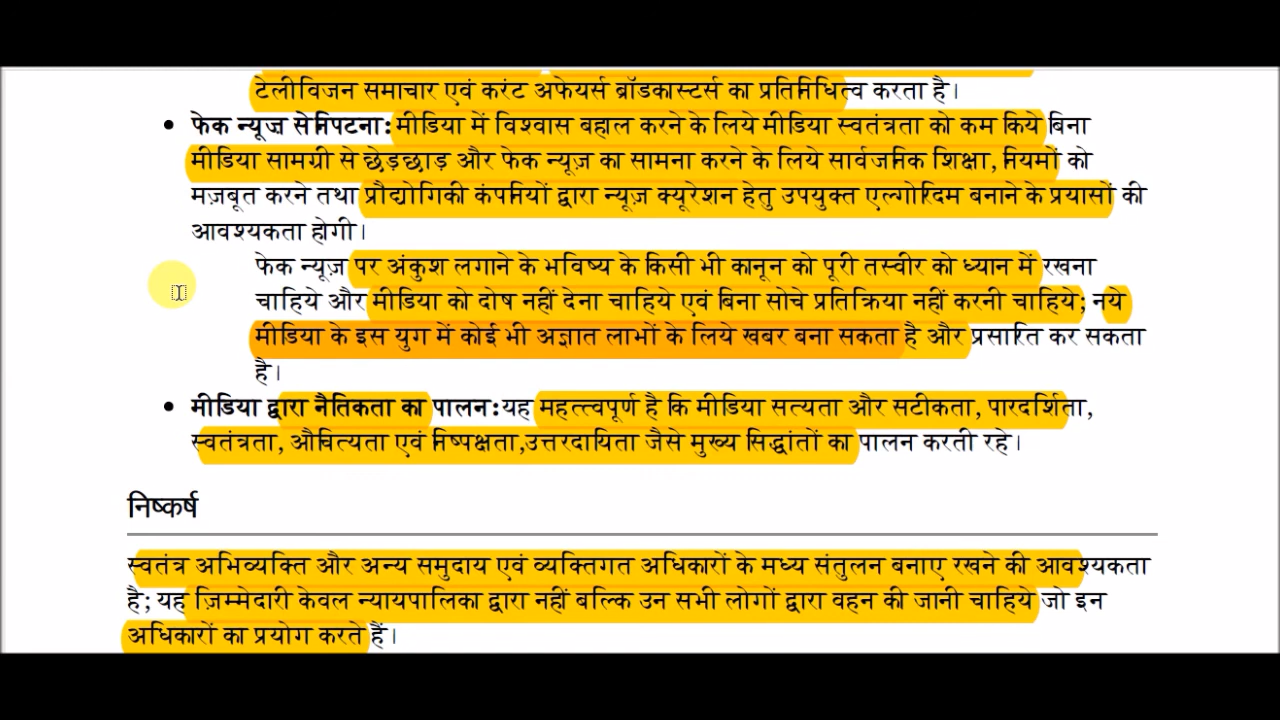 टेलीविजन समाचार एवं करंट अफेयर्स ब्रॉडकास्टर्स का प्रतिनिधित्व करता है।
• फेक न्यूज़ से निपटना: मीडिया में विश्वास बहाल करने के लिये मीडिया स्वतंत्रता को कम किये बिना
मीडिया सामग्री से छेड़छाड़ और फेक न्यूज़ का सामना करने के लिये सार्वजनिक शिक्षा, नियमों को
मज़बूत करने तथा प्रौद्योगिकी कंपनियों द्वारा न्यूज़ क्यूरेशन हेतु उपयुक्त एल्गोरिदम बनाने के प्रयासों की
आवश्यकता होगी।
फेक न्यूज़ पर अंकुश लगाने के भविष्य के किसी भी कानून को पूरी तस्वीर को ध्यान में रखना
चाहिये और मीडिया को दोष नहीं देना चाहिये एवं बिना सोचे प्रतिक्रिया नहीं करनी चाहिये; नये
मीडिया के इस युग में कोई भी अज्ञात लाभों के लिये खबर बना सकता है और प्रसारित कर सकता
है।
• मीडिया द्वारा नैतिकता का पालन: यह महत्त्वपूर्ण है कि मीडिया सत्यता और सटीकता, पारदर्शिता,
स्वतंत्रता, औचित्यता एवं निष्पक्षता,उत्तरदायिता जैसे मुख्य सिद्धांतों का पालन करती रहे।
निष्कर्ष
स्वतंत्र अभिव्यक्ति और अन्य समुदाय एवं व्यक्तिगत अधिकारों के मध्य संतुलन बनाए रखने की आवश्यकता
है; यह ज़िम्मेदारी केवल न्यायपालिका द्वारा नहीं बल्कि उन सभी लोगों द्वारा वहन की जानी चाहिये जो इन
अधिकारों का प्रयोग करते हैं।